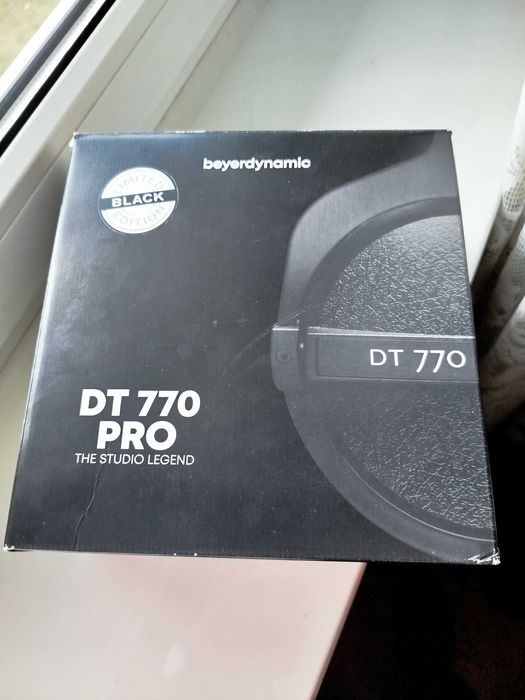 beyerdynamic
LIMITED
BLACK
EDITION
DT 770
DT 770
PRO
THE STUDIO LEGEND